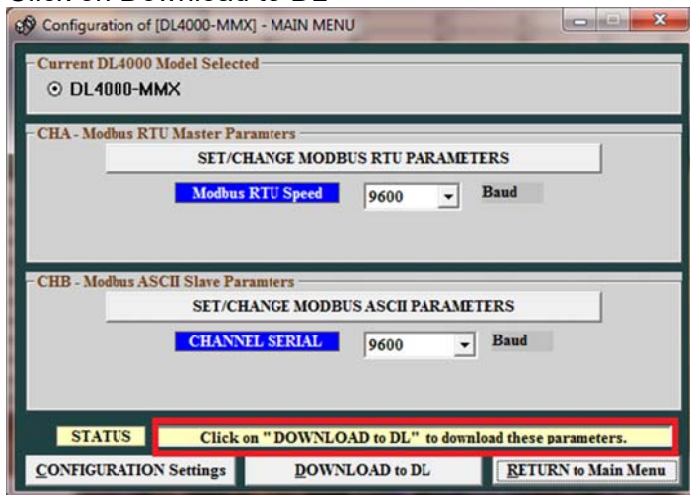 Click on Download to DL
Configuration of [DL4000-MMX] - MAIN MENU
Current DL4000 Model Selected
DL4000-MMX
CHA - Modbus RTU Master Paramters
SET/CHANGE MODBUS RTU PARAMETERS
Modbus RTU Speed 9600 Baud
CHB - Modbus ASCII Slave Paramters
SET/CHANGE MODBUS ASCII PARAMETERS
CHANNEL SERIAL 9600 Baud
STATUS Click on "DOWNLOAD to DL" to download these parameters.
CONFIGURATION Settings DOWNLOAD to DL RETURN to Main Menu